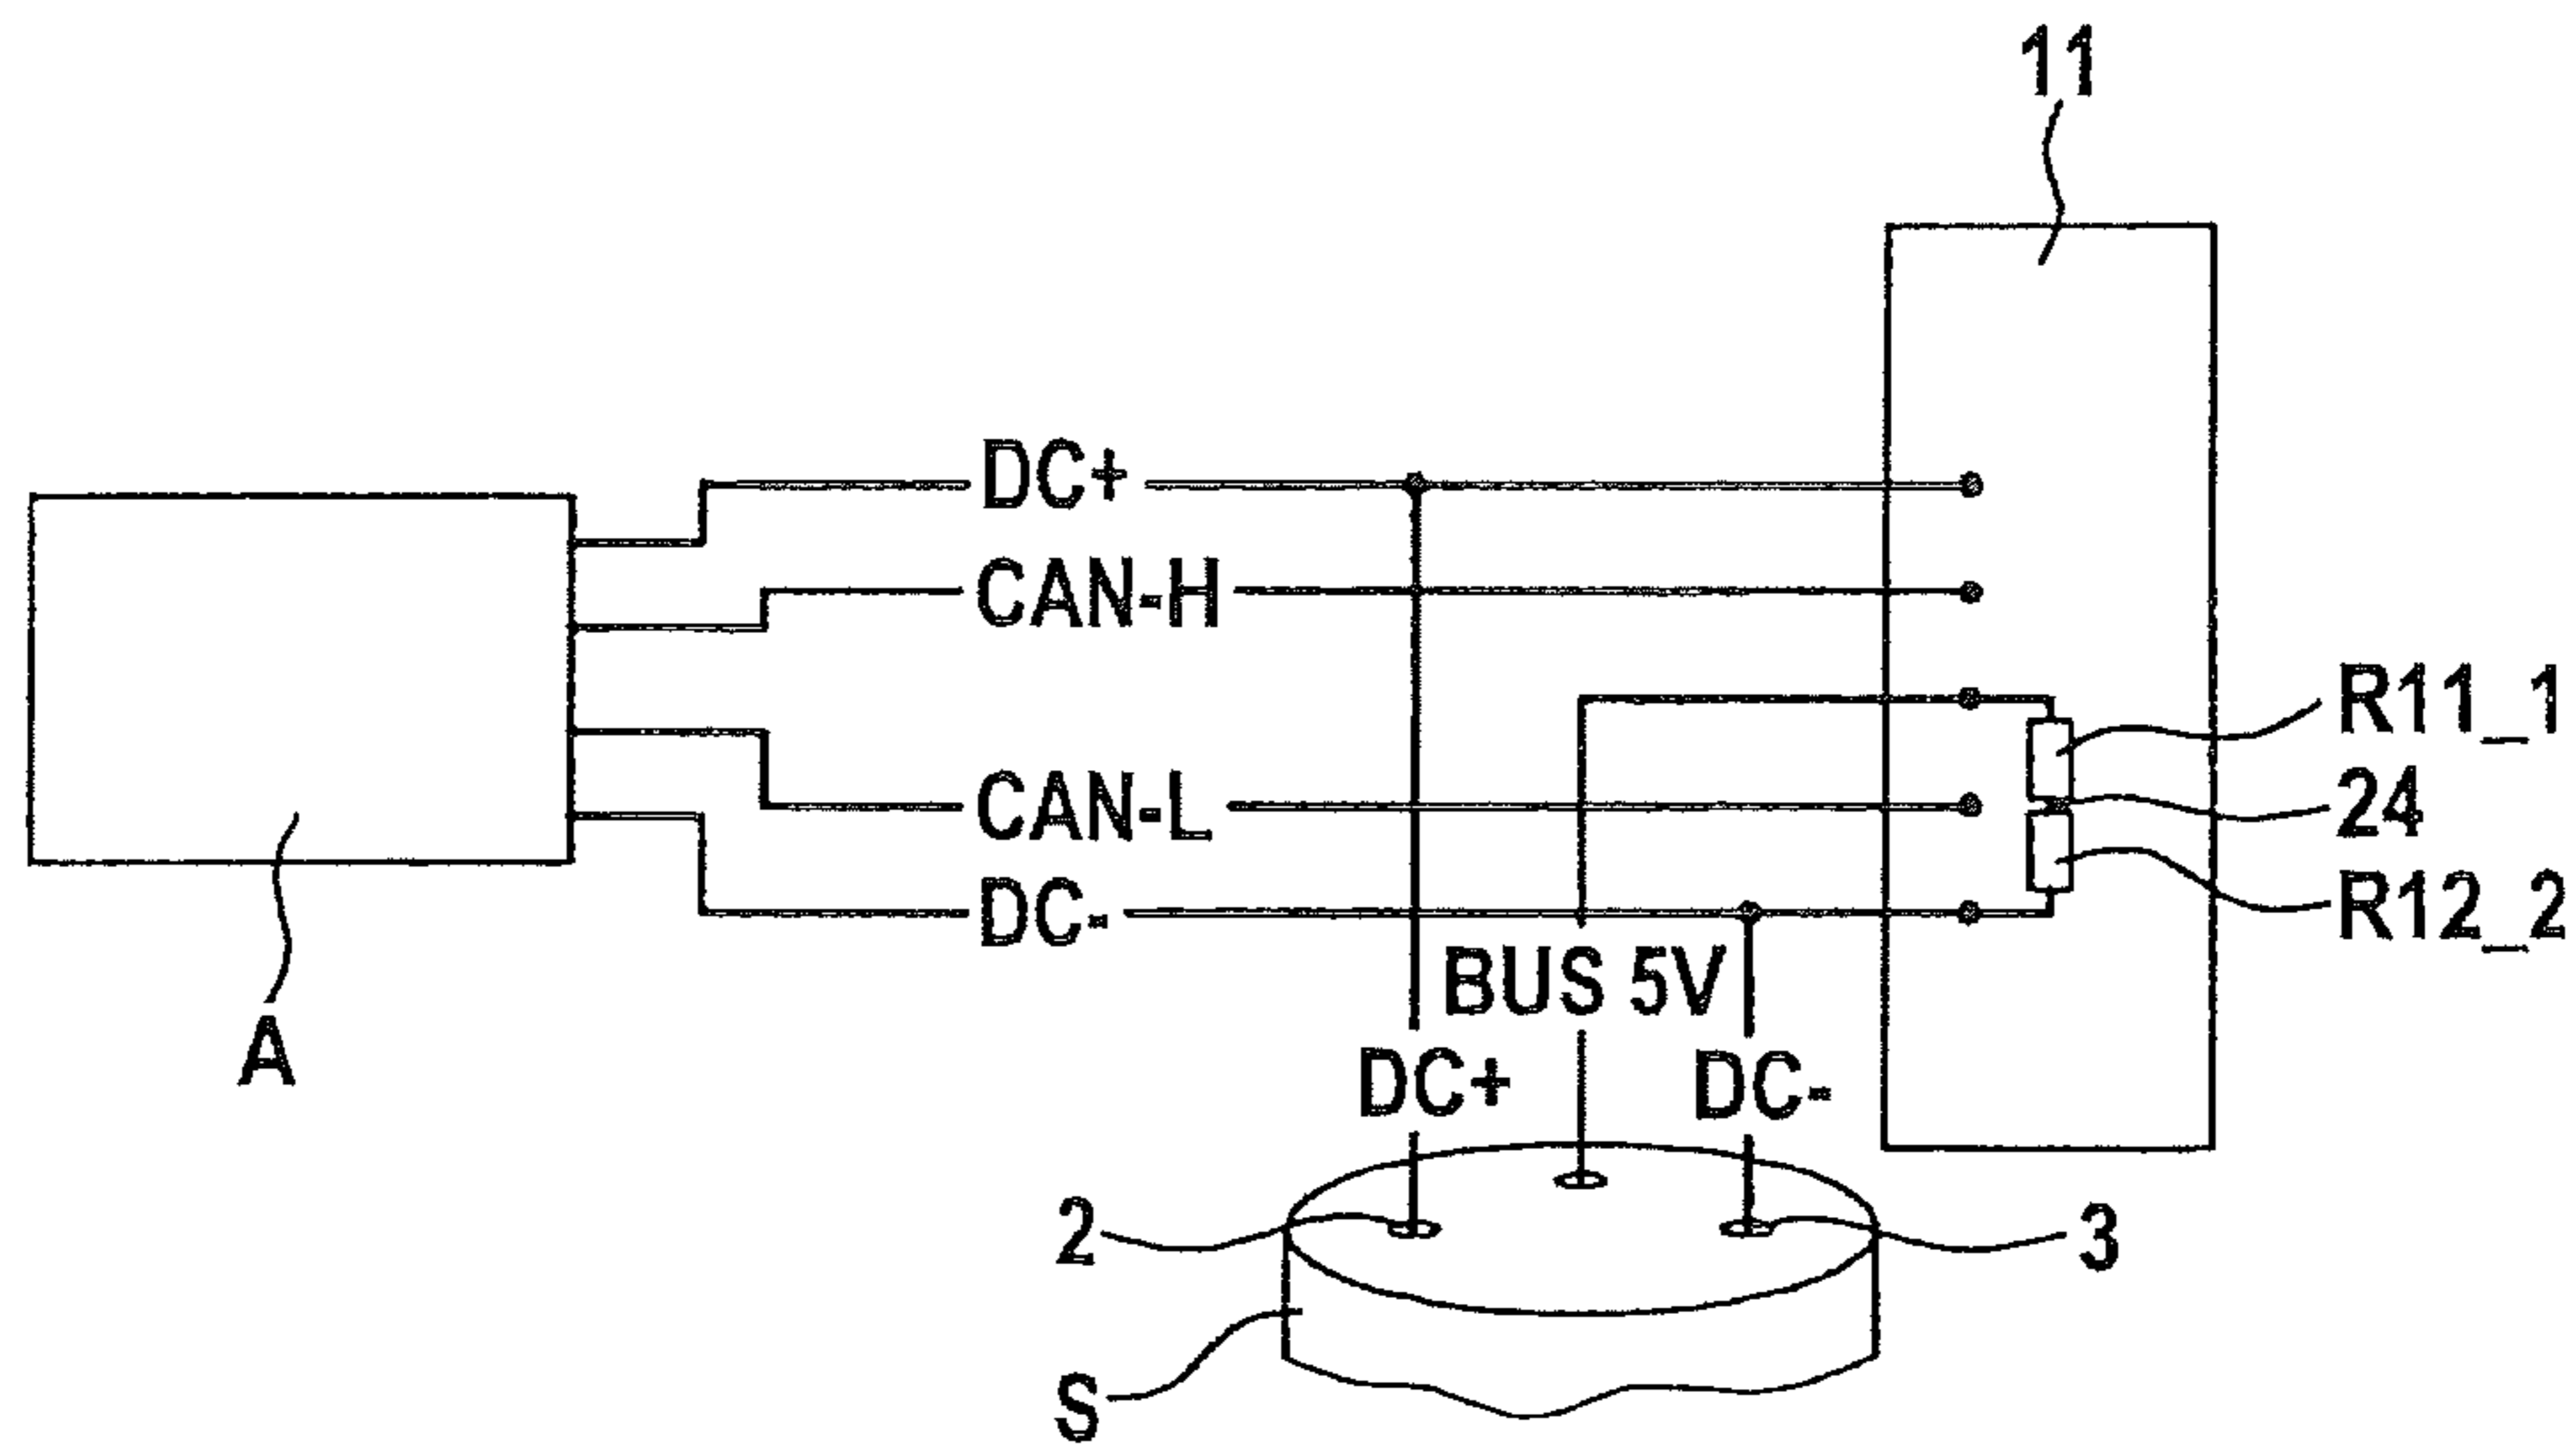 11
DC+
CAN-H
R11_1
CAN-L
24
DC-
R12_2
BUS 5V
A
DC+
DC-
2
3
S